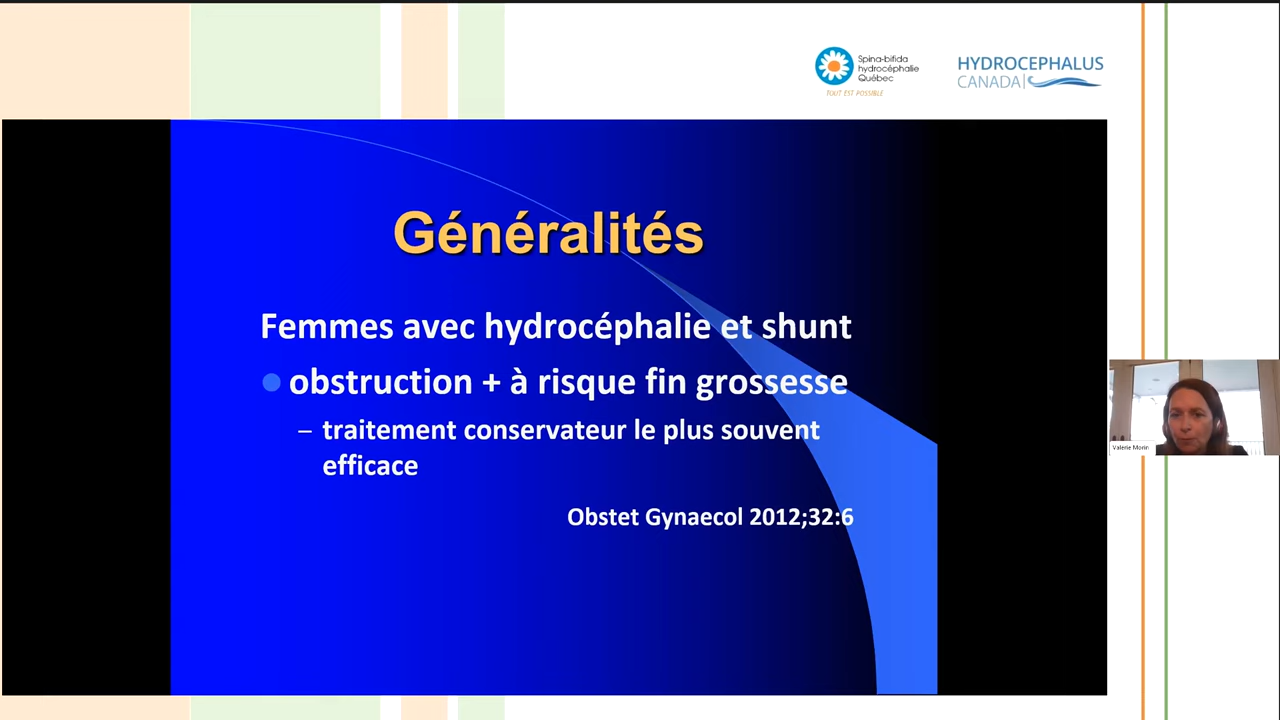 Spina-bifida
hydrocéphalie
Québec
TOUT EST POSSIBLE
HYDROCEPHALUS
CANADA
Généralités
Femmes avec hydrocéphalie et shunt
obstruction + à risque fin grossesse
– traitement conservateur le plus souvent
efficace
Obstet Gynaecol 2012;32:6
Valérie Morin